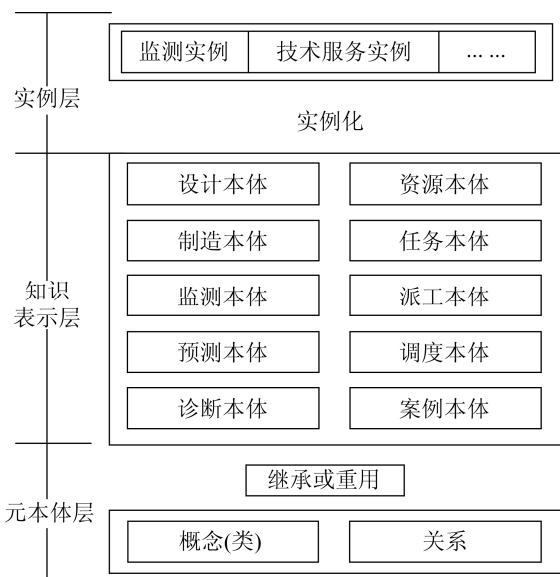 监测实例 技术服务实例 ... ...
实例层
实例化
设计本体 资源本体
制造本体 任务本体
知识
表示层
监测本体 派工本体
预测本体 调度本体
诊断本体 案例本体
继承或重用
元本体层
概念(类) 关系